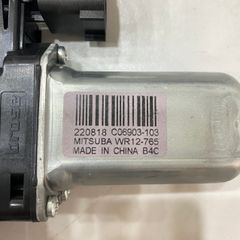 220818 C06903-103
MITSUBA WR12-765
MADE IN CHINA B4C